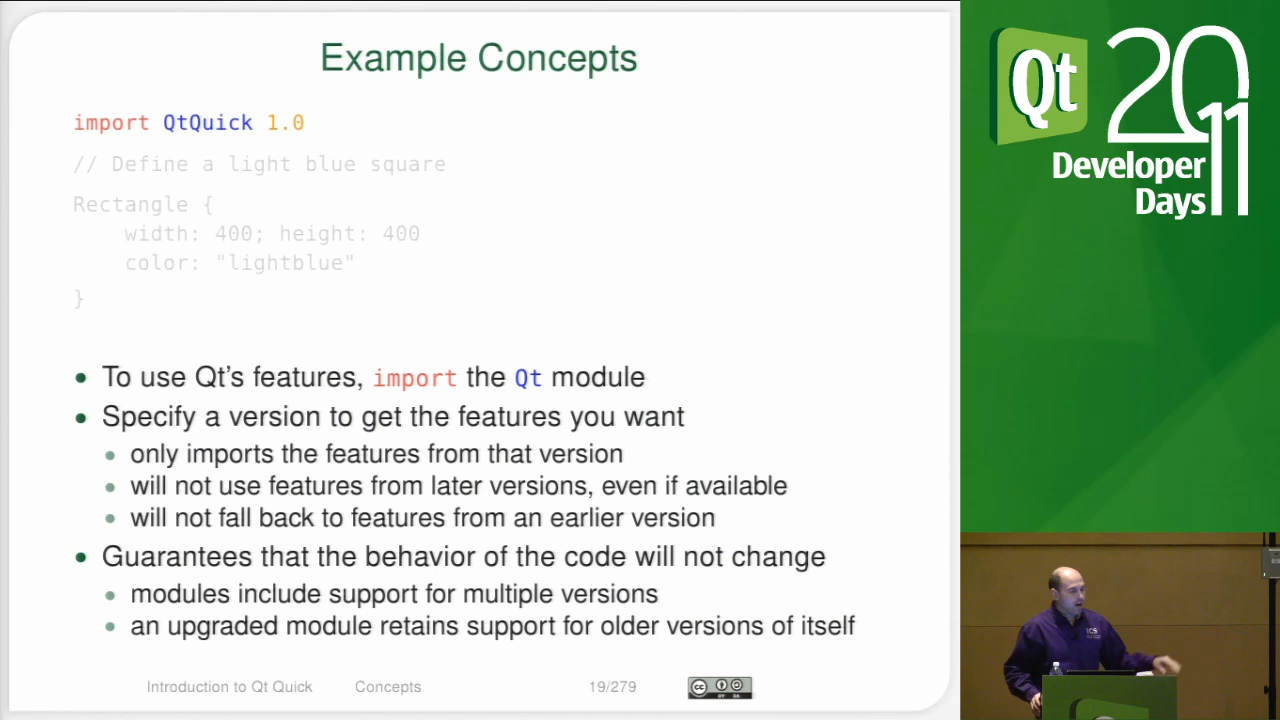 Example Concepts
import QtQuick 1.0
// Define a light blue square
Rectangle {
width: 400; height: 400
color: "lightblue"
}
• To use Qt's features, import the Qt module
• Specify a version to get the features you want
• only imports the features from that version
• will not use features from later versions, even if available
• will not fall back to features from an earlier version
• Guarantees that the behavior of the code will not change
• modules include support for multiple versions
• an upgraded module retains support for older versions of itself
Introduction to Qt Quick Concepts 19/279
cc BY SA
Qt 2011
Developer
Days
ICS